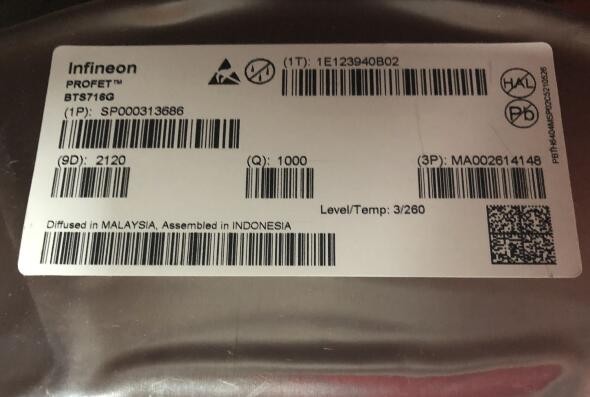 Infineon
PROFET™
BTS716G
(1T): 1E123940B02
(1P): SP000313686
(9D): 2120
(Q): 1000
(3P): MA002614148
Level/Temp: 3/260
Diffused in MALAYSIA, Assembled in INDONESIA
HAL
Pb